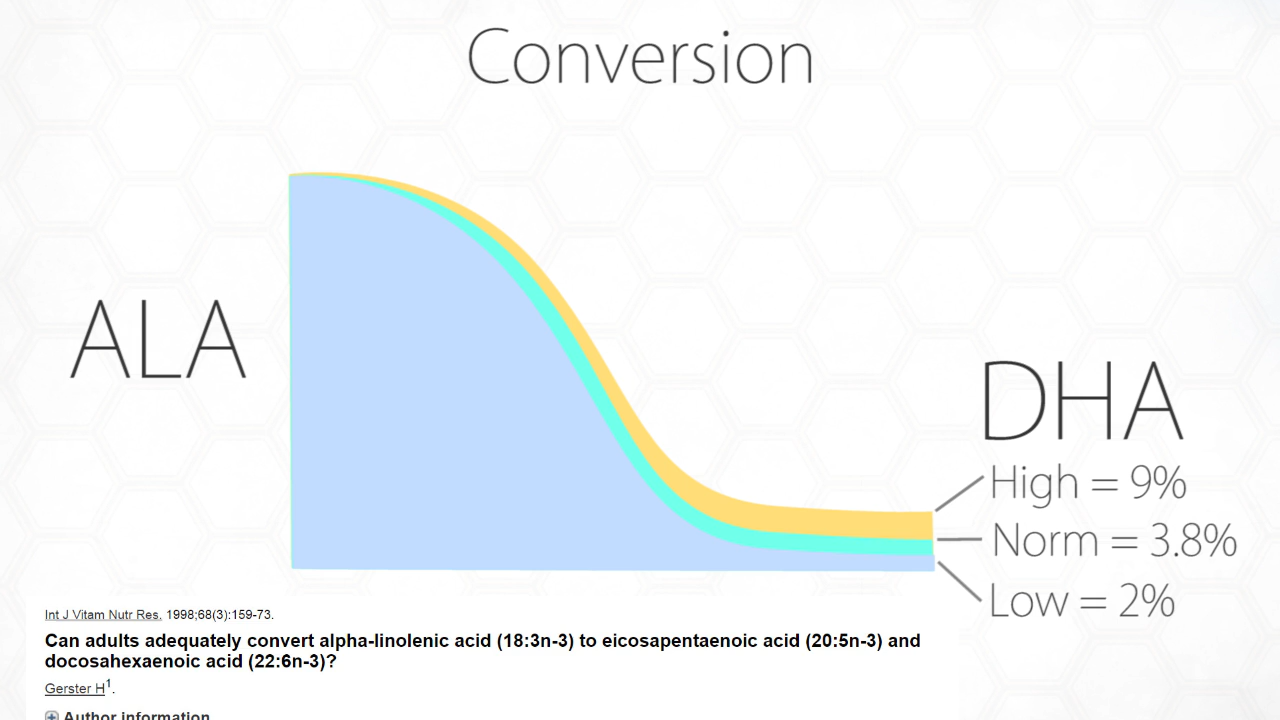 Conversion
ALA
DHA
High = 9%
Norm = 3.8%
Low = 2%
Int J Vitam Nutr Res. 1998;68(3):159-73.
Can adults adequately convert alpha-linolenic acid (18:3n-3) to eicosapentaenoic acid (20:5n-3) and
docosahexaenoic acid (22:6n-3)?
Gerster H1.
Author information